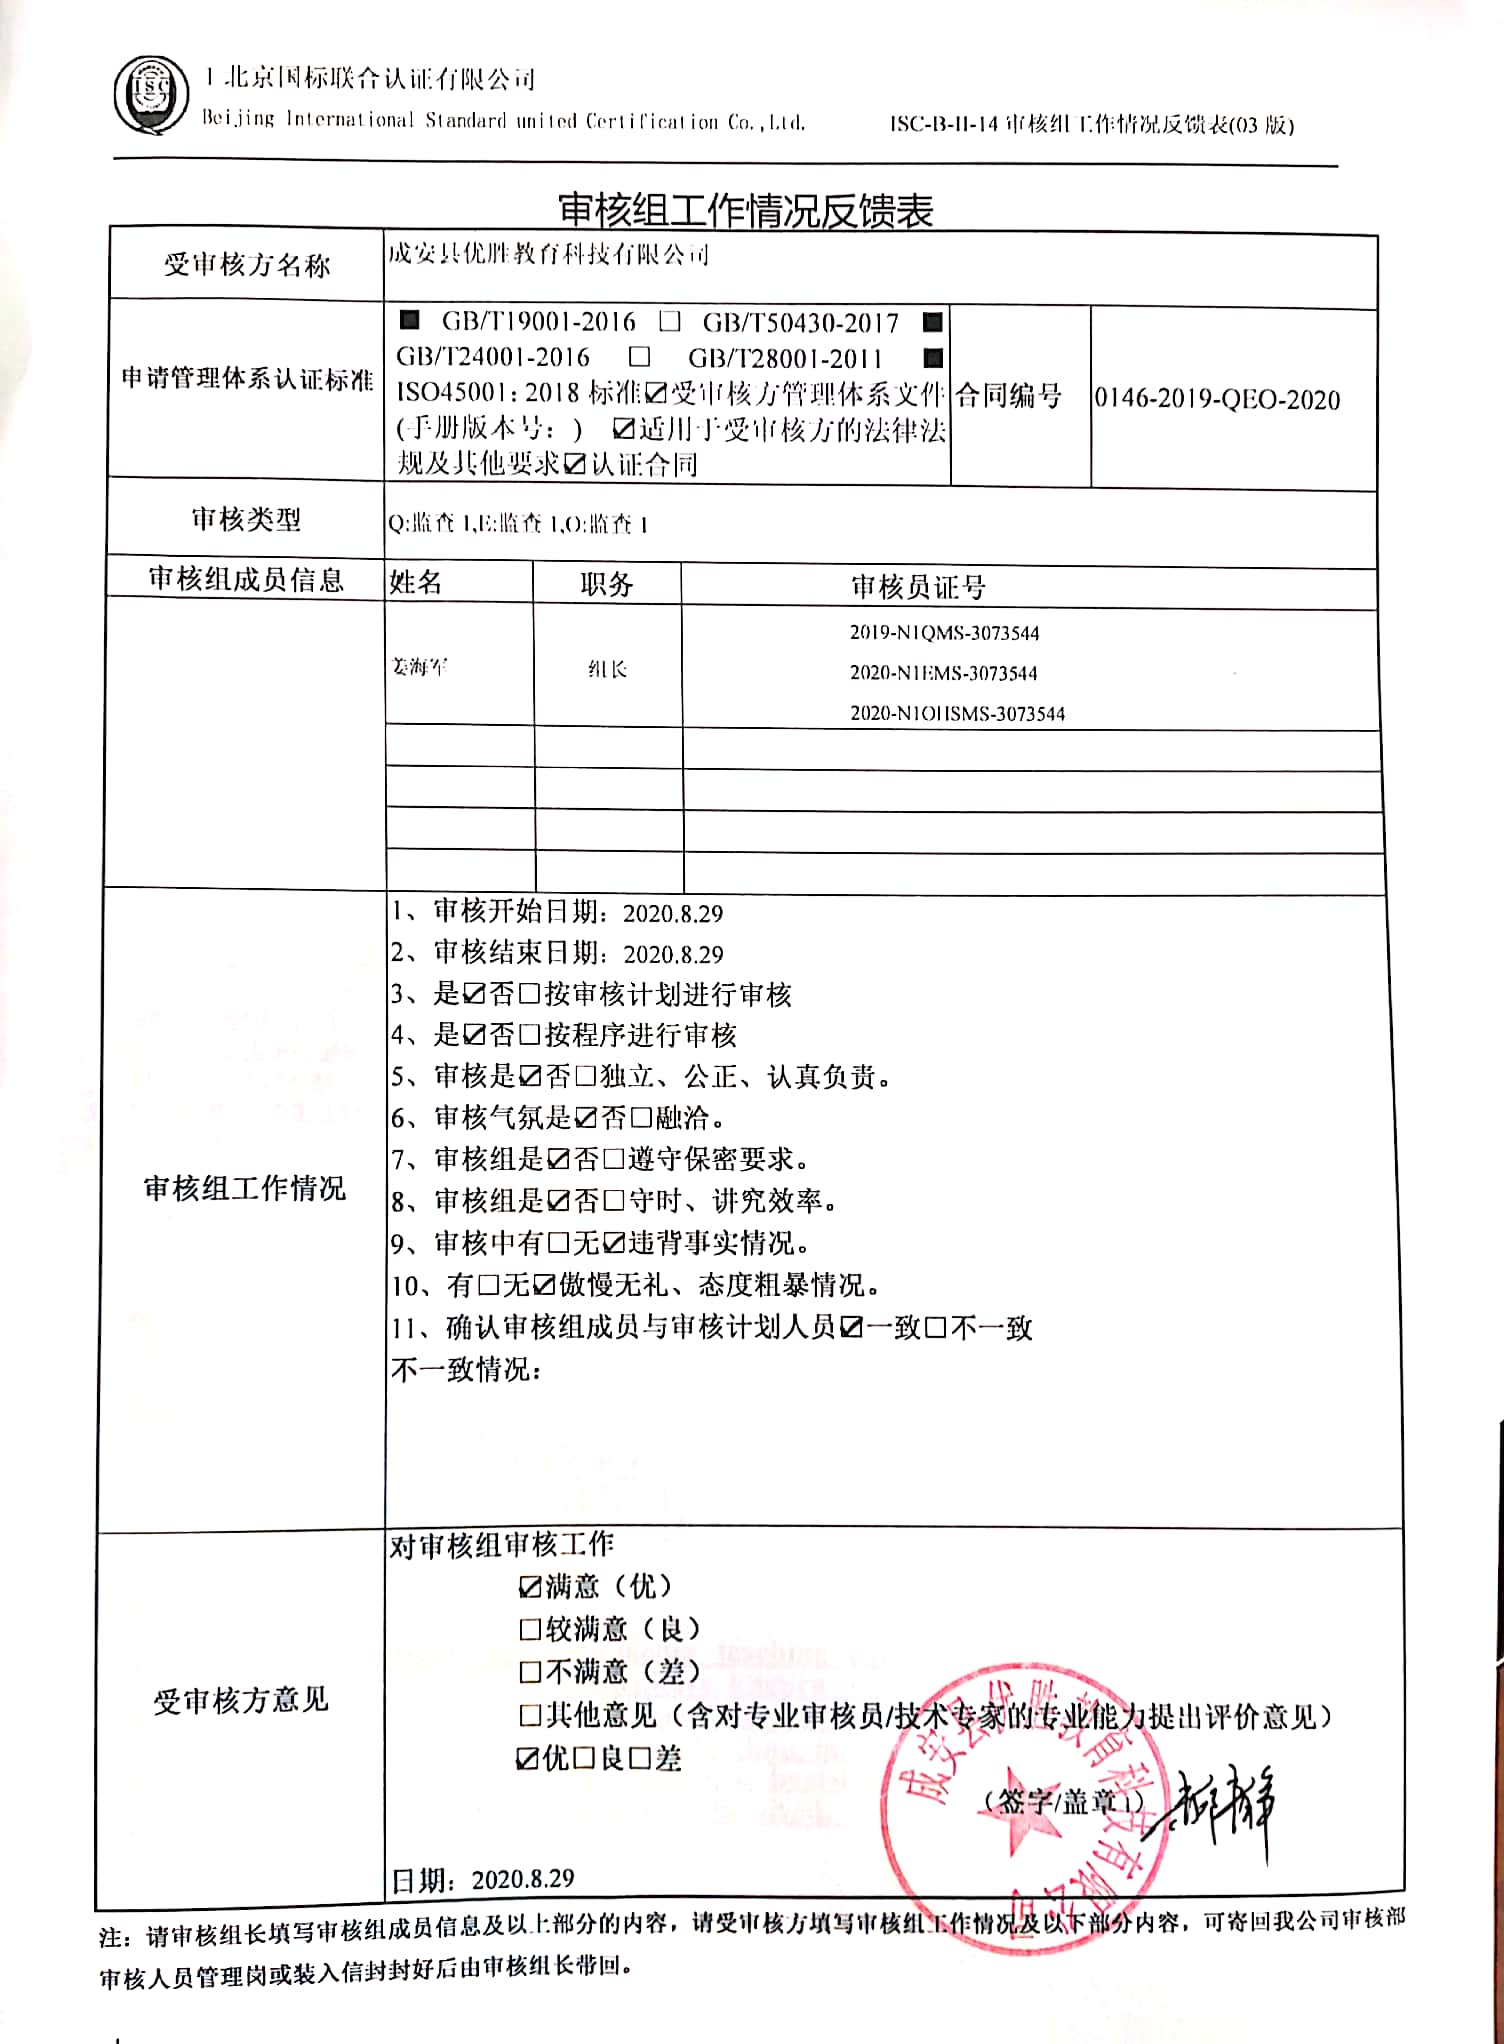 ISC
1 北京国标联合认证有限公司
Beijing International Standard united Certification Co.,Ltd.
ISC-B-II-14 审核组工作情况反馈表(03 版)
审核组工作情况反馈表
受审核方名称
成安县优胜教育科技有限公司
申请管理体系认证标准
■ GB/T19001-2016 □ GB/T50430-2017 ■
GB/T24001-2016 □ GB/T28001-2011 ■
ISO45001: 2018 标准☑受审核方管理体系文件
(手册版本号: ) ☑适用于受审核方的法律法
规及其他要求☑认证合同
合同编号
0146-2019-QEO-2020
审核类型
Q:监查 1,E:监查 1,O:监查 1
审核组成员信息
姓名
职务
审核员证号
姜海军
组长
2019-N1QMS-3073544
2020-N1EMS-3073544
2020-N1OHSMS-3073544
审核组工作情况
1、审核开始日期: 2020.8.29
2、审核结束日期: 2020.8.29
3、是☑否□按审核计划进行审核
4、是☑否□按程序进行审核
5、审核是☑否□独立、公正、认真负责。
6、审核气氛是☑否□融洽。
7、审核组是☑否□遵守保密要求。
8、审核组是☑否□守时、讲究效率。
9、审核中有□无☑违背事实情况。
10、有□无☑傲慢无礼、态度粗暴情况。
11、确认审核组成员与审核计划人员☑一致□不一致
不一致情况:
受审核方意见
对审核组审核工作
☑满意（优）
□较满意（良）
□不满意（差）
□其他意见（含对专业审核员/技术专家的专业能力提出评价意见）
☑优□良□差
（签字/盖章）
成安县优胜教育科技有限公司
日期: 2020.8.29
注: 请审核组长填写审核组成员信息及以上部分的内容, 请受审核方填写审核组工作情况及以下部分内容, 可寄回我公司审核部
审核人员管理岗或装入信封封好后由审核组长带回。